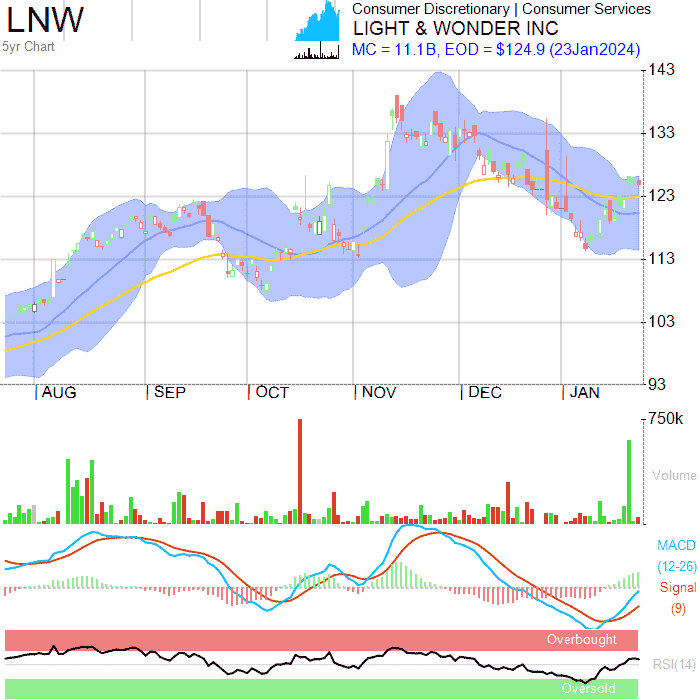 LNW
5yr Chart
Consumer Discretionary | Consumer Services
LIGHT & WONDER INC
MC = 11.1B, EOD = $124.9 (23Jan2024)
143
133
123
113
103
93
AUG
SEP
OCT
NOV
DEC
JAN
750k
Volume
MACD
(12-26)
Signal
(9)
Overbought
RSI(14)
Oversold